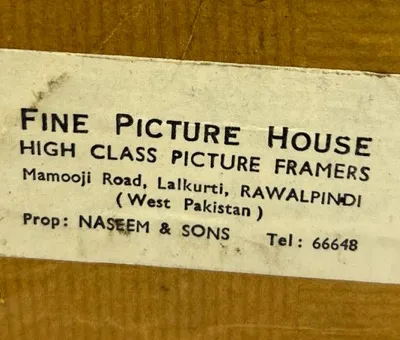 FINE PICTURE HOUSE
HIGH CLASS PICTURE FRAMERS
Mamooji Road, Lalkurti, RAWALPINDI
(West Pakistan)
Prop: NASEEM & SONS Tel: 66648